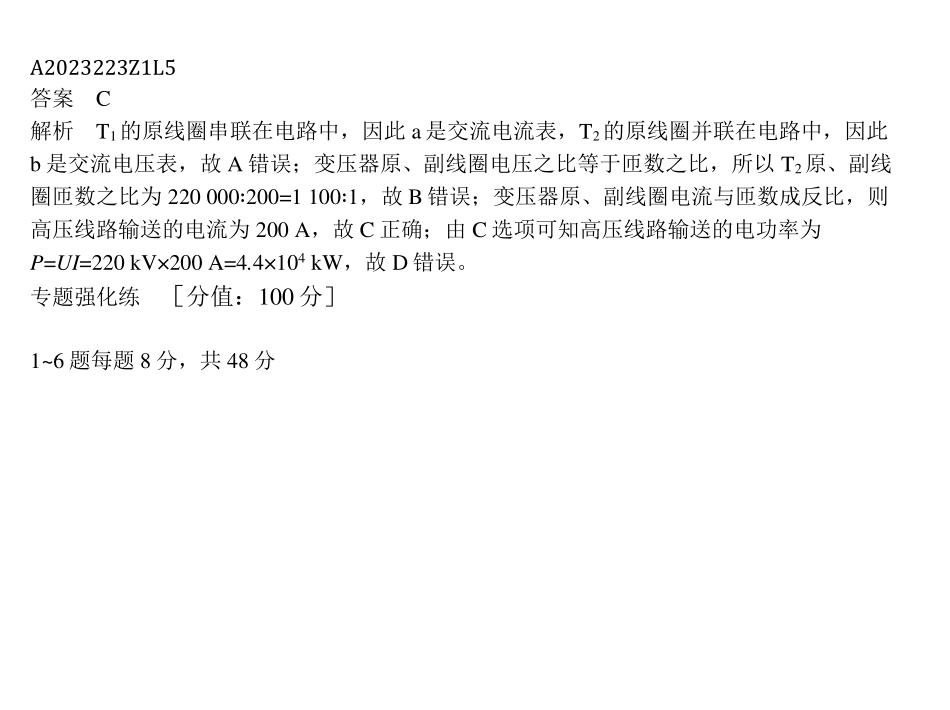 A2023223Z1L5
答案　C
解析　T₁的原线圈串联在电路中，因此 a 是交流电流表，T₂的原线圈并联在电路中，因此
b 是交流电压表，故 A 错误；变压器原、副线圈电压之比等于匝数之比，所以 T₂ 原、副线
圈匝数之比为 220 000∶200=1 100∶1，故 B 错误；变压器原、副线圈电流与匝数成反比，则
高压线路输送的电流为 200 A，故 C 正确；由 C 选项可知高压线路输送的电功率为
P=UI=220 kV×200 A=4.4×10⁴ kW，故 D 错误。
专题强化练　［分值：100 分］
1~6 题每题 8 分，共 48 分